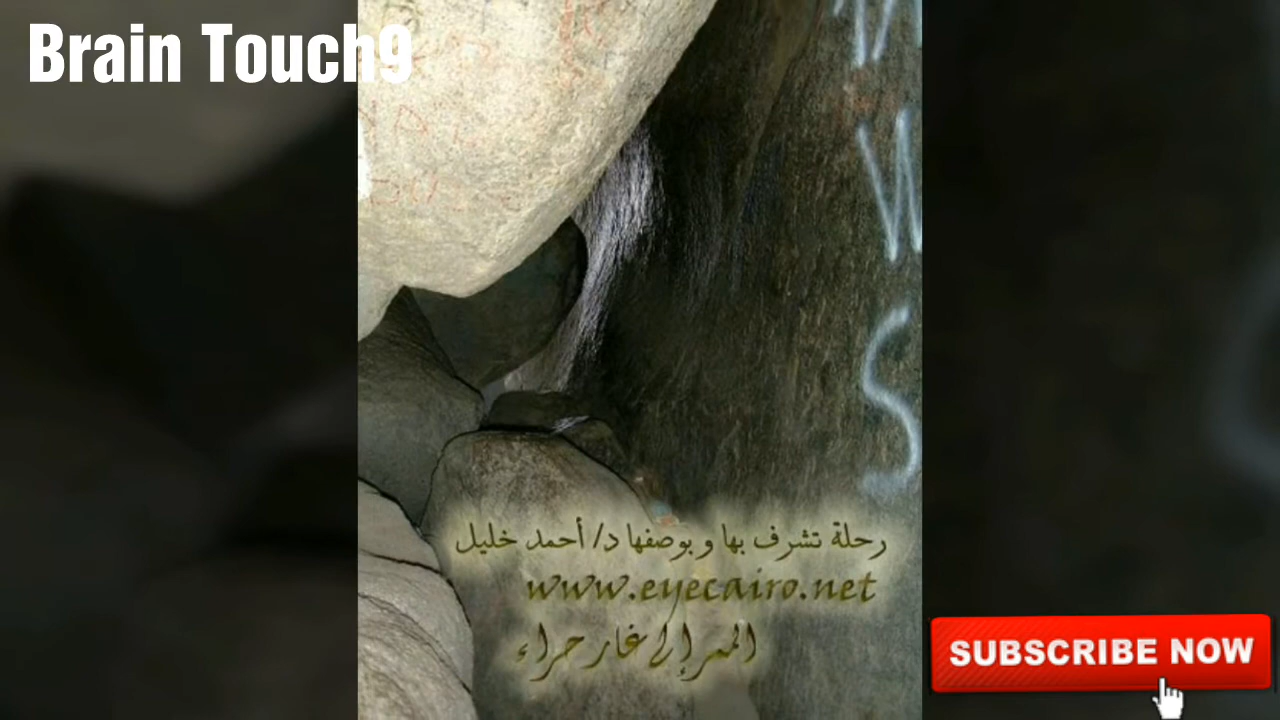 Brain Touch9
رحلة تشرف بها و بوصفها د/ أحمد خليل
www.eyecairo.net
الممر إلى غار حراء
SUBSCRIBE NOW